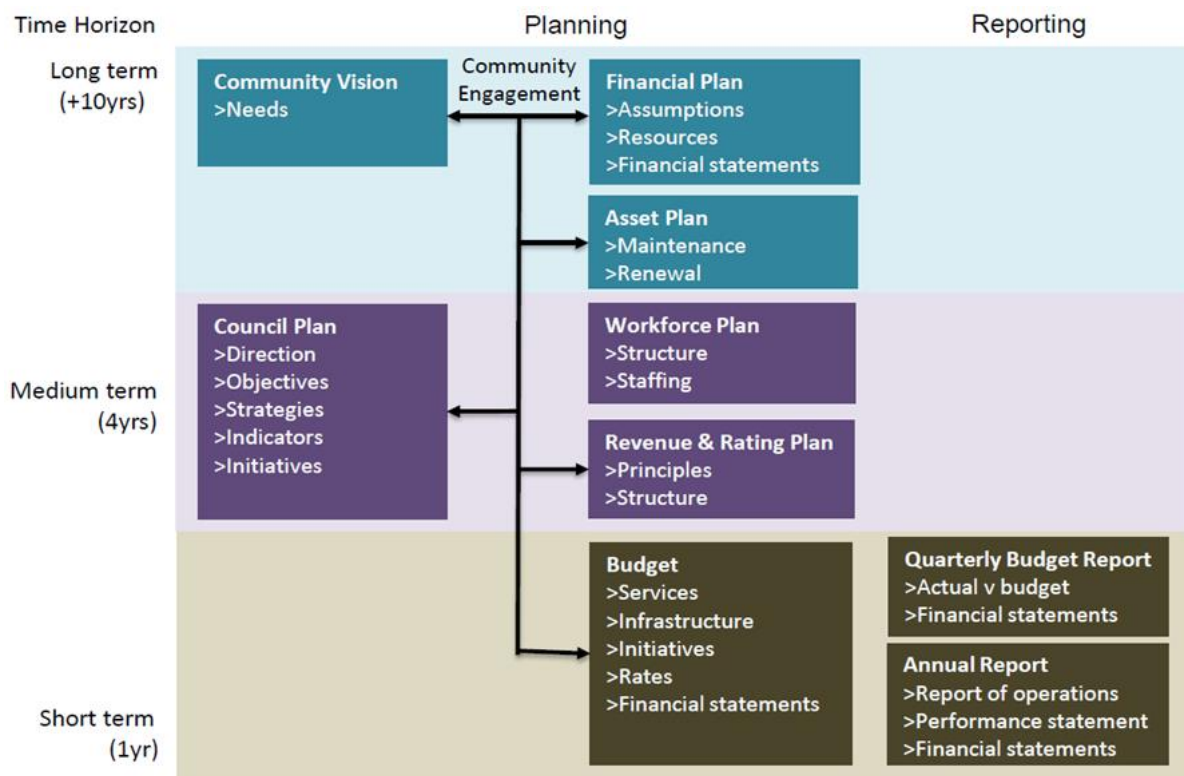 Time Horizon
Planning
Reporting
Long term
(+10yrs)
Community Vision
>Needs
Community
Engagement
Financial Plan
>Assumptions
>Resources
>Financial statements
Asset Plan
>Maintenance
>Renewal
Medium term
(4yrs)
Council Plan
>Direction
>Objectives
>Strategies
>Indicators
>Initiatives
Workforce Plan
>Structure
>Staffing
Revenue & Rating Plan
>Principles
>Structure
Short term
(1yr)
Budget
>Services
>Infrastructure
>Initiatives
>Rates
>Financial statements
Quarterly Budget Report
>Actual v budget
>Financial statements
Annual Report
>Report of operations
>Performance statement
>Financial statements